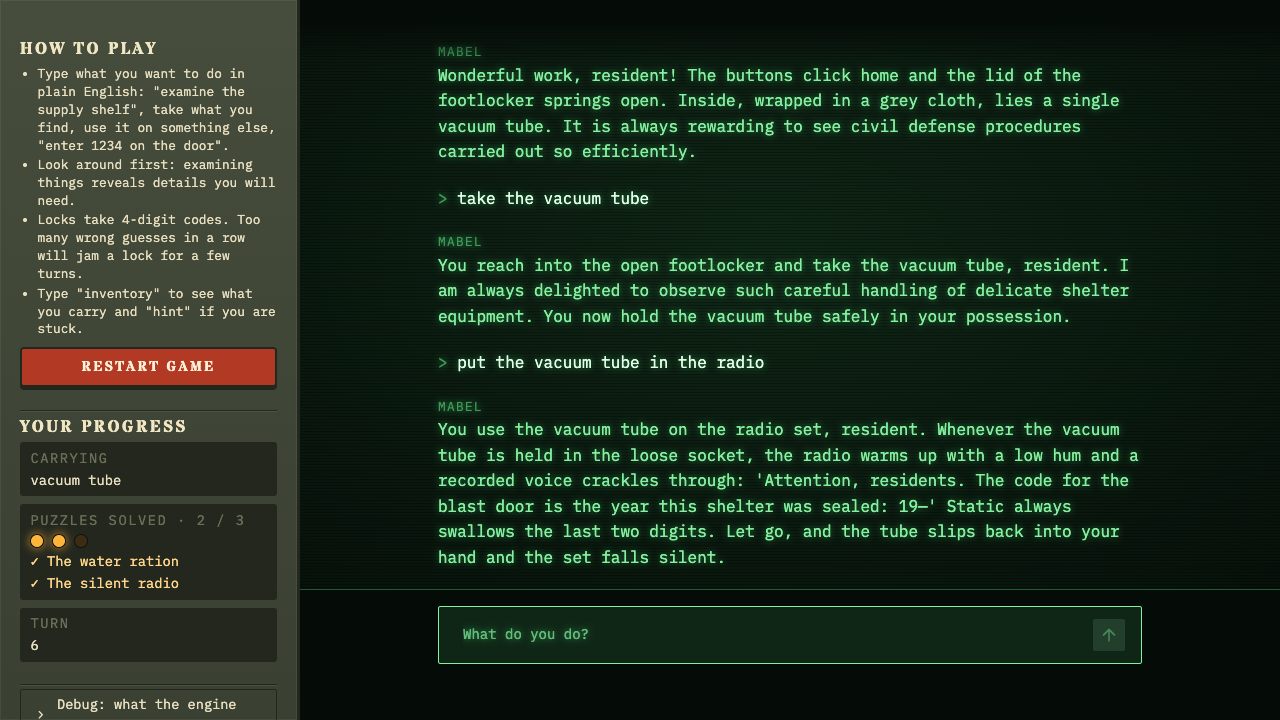 HOW TO PLAY
• Type what you want to do in
plain English: "examine the
supply shelf", take what you
find, use it on something else,
"enter 1234 on the door".
• Look around first: examining
things reveals details you will
need.
• Locks take 4-digit codes. Too
many wrong guesses in a row
will jam a lock for a few
turns.
• Type "inventory" to see what
you carry and "hint" if you are
stuck.
RESTART GAME
YOUR PROGRESS
CARRYING
vacuum tube
PUZZLES SOLVED · 2 / 3
✓ The water ration
✓ The silent radio
TURN
6
› Debug: what the engine
MABEL
Wonderful work, resident! The buttons click home and the lid of the
footlocker springs open. Inside, wrapped in a grey cloth, lies a single
vacuum tube. It is always rewarding to see civil defense procedures
carried out so efficiently.
> take the vacuum tube
MABEL
You reach into the open footlocker and take the vacuum tube, resident. I
am always delighted to observe such careful handling of delicate shelter
equipment. You now hold the vacuum tube safely in your possession.
> put the vacuum tube in the radio
MABEL
You use the vacuum tube on the radio set, resident. Whenever the vacuum
tube is held in the loose socket, the radio warms up with a low hum and a
recorded voice crackles through: 'Attention, residents. The code for the
blast door is the year this shelter was sealed: 19—' Static always
swallows the last two digits. Let go, and the tube slips back into your
hand and the set falls silent.
What do you do?